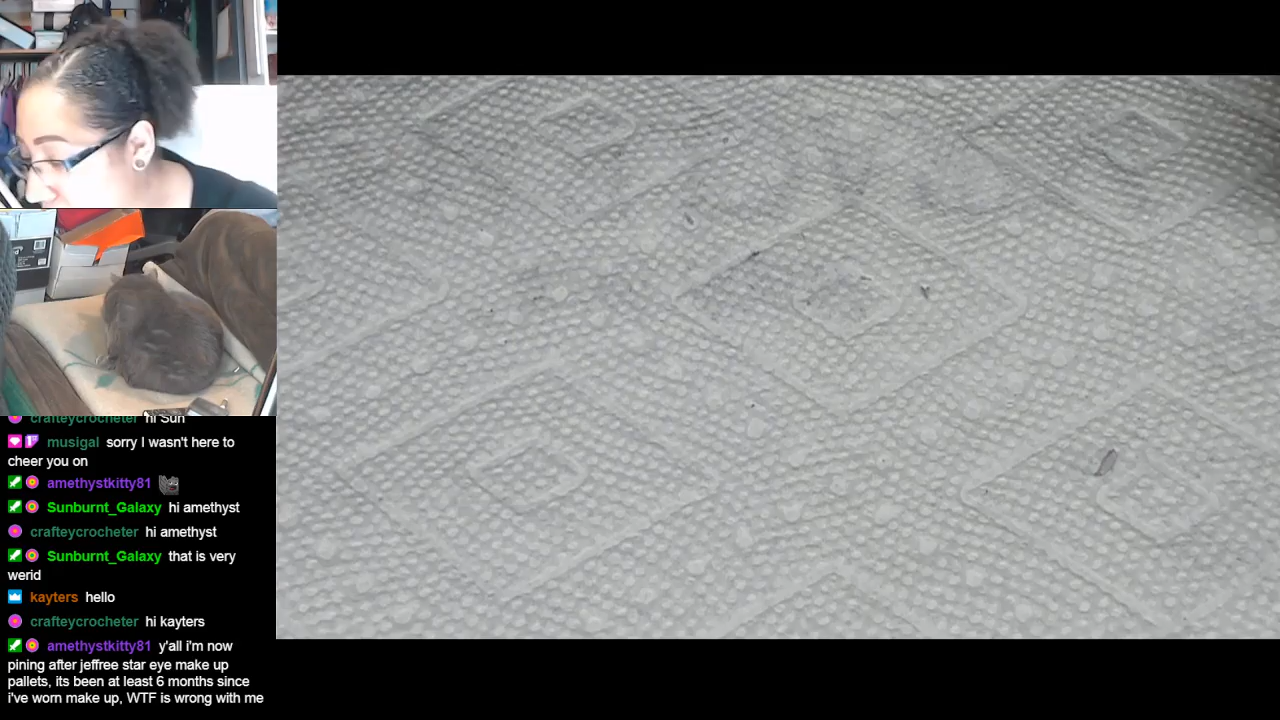 crafteycrocheter hi Sun
musigal sorry I wasn't here to
cheer you on
amethystkitty81
Sunburnt_Galaxy hi amethyst
crafteycrocheter hi amethyst
Sunburnt_Galaxy that is very
werid
kayters hello
crafteycrocheter hi kayters
amethystkitty81 y'all i'm now
pining after jeffree star eye make up
pallets, its been at least 6 months since
i've worn make up, WTF is wrong with me